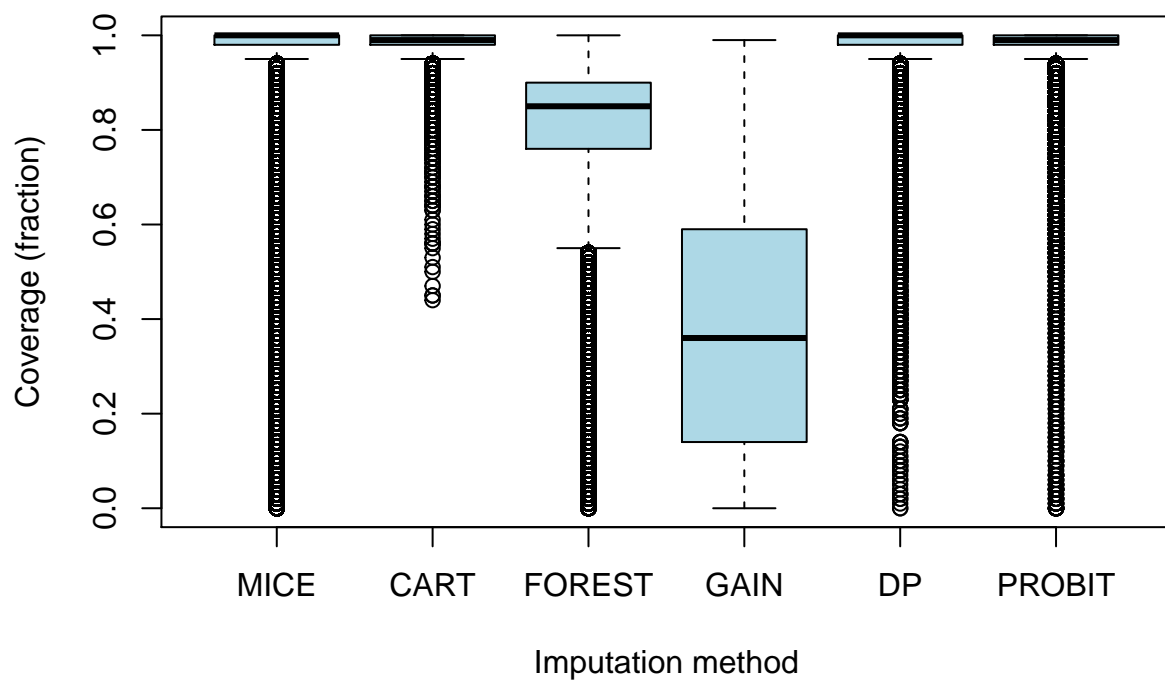 Coverage (fraction)
1.0
0.8
0.6
0.4
0.2
0.0
MICE CART FOREST GAIN DP PROBIT
Imputation method